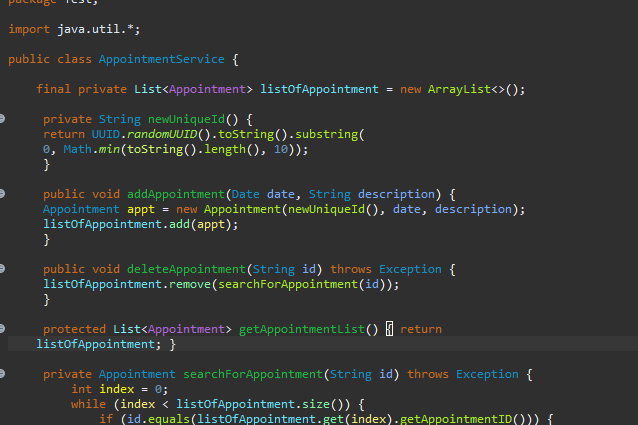 package Test;
import java.util.*;
public class AppointmentService {
final private List<Appointment> listOfAppointment = new ArrayList<>();
private String newUniqueId() {
return UUID.randomUUID().toString().substring(
0, Math.min(toString().length(), 10));
}
public void addAppointment(Date date, String description) {
Appointment appt = new Appointment(newUniqueId(), date, description);
listOfAppointment.add(appt);
}
public void deleteAppointment(String id) throws Exception {
listOfAppointment.remove(searchForAppointment(id));
}
protected List<Appointment> getAppointmentList() { return
listOfAppointment; }
private Appointment searchForAppointment(String id) throws Exception {
int index = 0;
while (index < listOfAppointment.size()) {
if (id.equals(listOfAppointment.get(index).getAppointmentID())) {